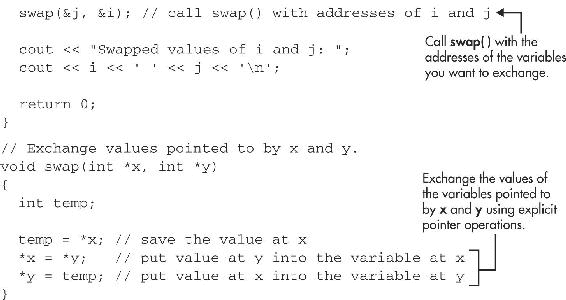 swap(&j, &i); // call swap() with addresses of i and j
Call swap() with the
addresses of the variables
you want to exchange.
cout << "Swapped values of i and j: ";
cout << i << ' ' << j << '\n';
return 0;
}
// Exchange values pointed to by x and y.
void swap(int *x, int *y)
{
int temp;
Exchange the values of
the variables pointed to
by x and y using explicit
pointer operations.
temp = *x; // save the value at x
*x = *y; // put value at y into the variable at x
*y = temp; // put value at x into the variable at y
}